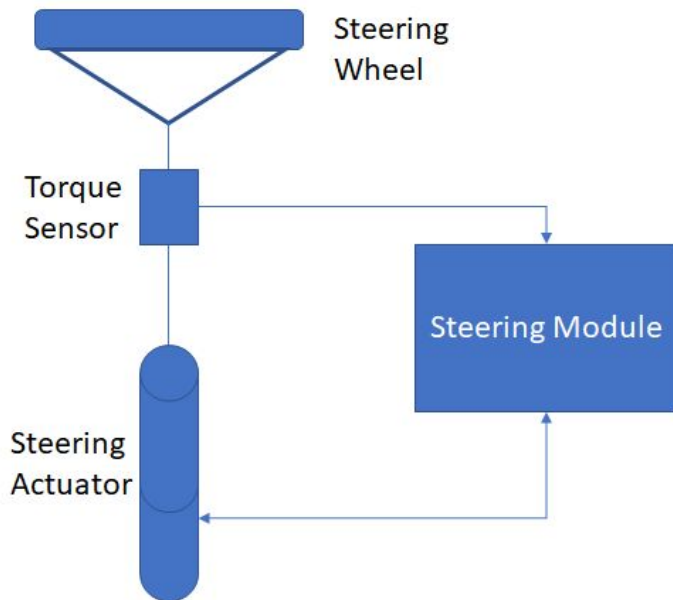 Steering
Wheel
Torque
Sensor
Steering Module
Steering
Actuator